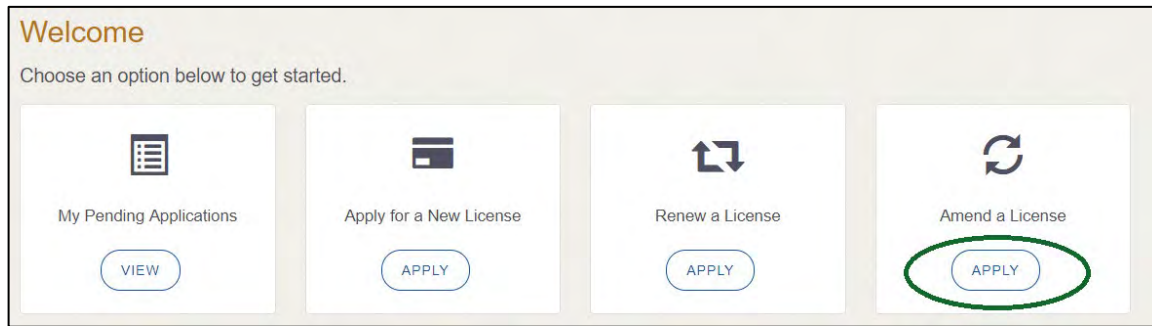 Welcome
Choose an option below to get started.
My Pending Applications
Apply for a New License
Renew a License
Amend a License
VIEW
APPLY
APPLY
APPLY